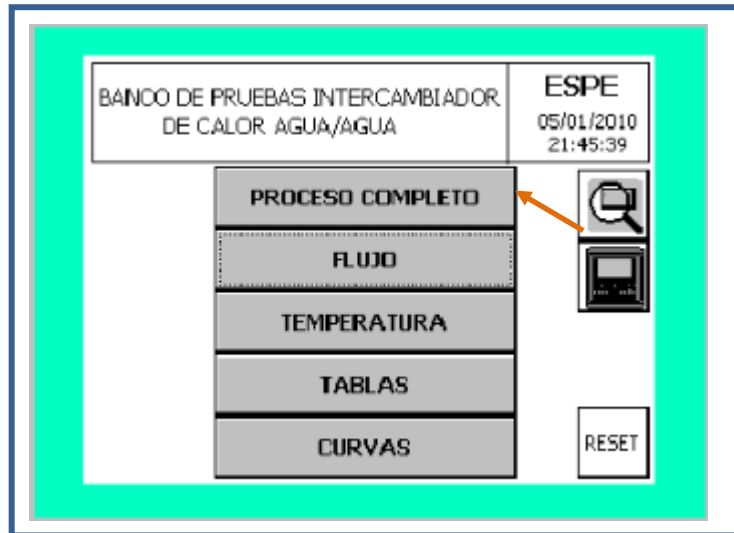 BANCO DE PRUEBAS INTERCAMBIADOR
DE CALOR AGUA/AGUA
ESPE
05/01/2010
21:45:39
PROCESO COMPLETO
FLUJO
TEMPERATURA
TABLAS
CURVAS
RESET